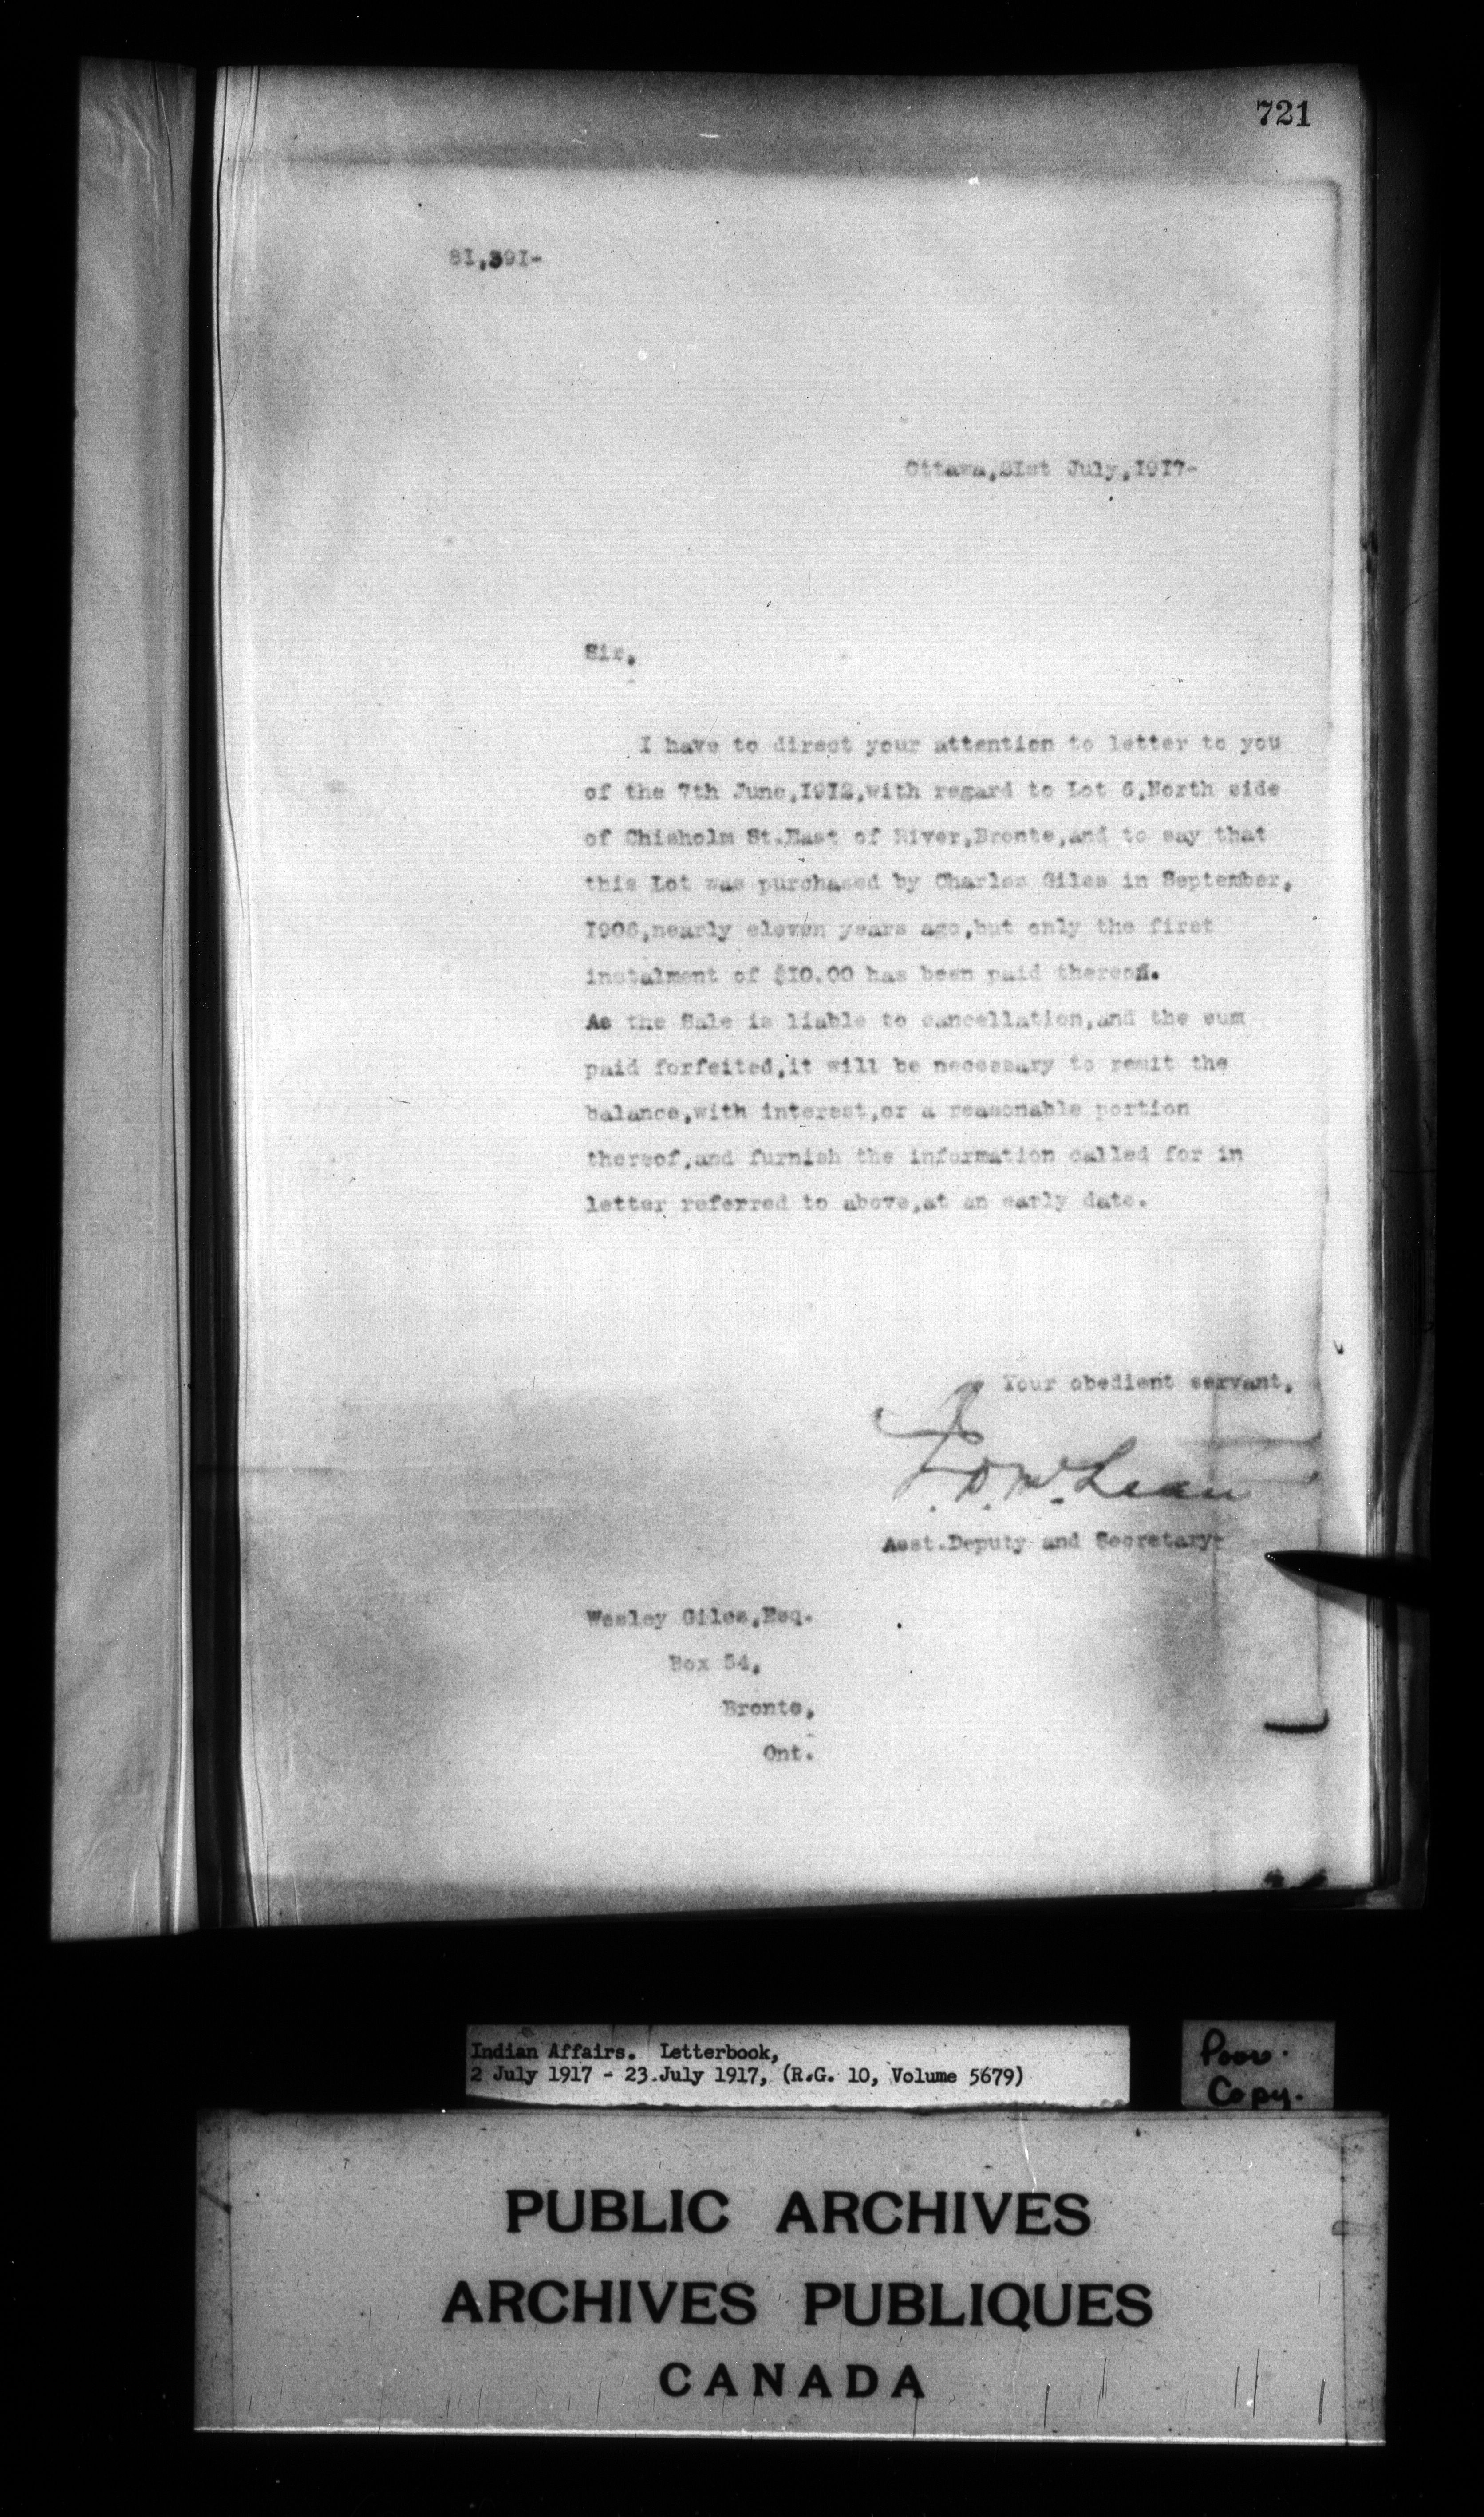 721
81,391-
Ottawa,21st July,1917-
Sir,
I have to direct your attention to letter to you
of the 7th June,1912,with regard to Lot 6,North side
of Chisholm St.East of River,Bronte,and to say that
this Lot was purchased by Charles Giles in September,
1906,nearly eleven years ago,but only the first
instalment of $10.00 has been paid thereon.
As the Sale is liable to cancellation,and the sum
paid forfeited,it will be necessary to remit the
balance,with interest,or a reasonable portion
thereof,and furnish the information called for in
letter referred to above,at an early date.
Your obedient servant,
J. D. McLean
Asst.Deputy and Secretary-
Wesley Giles,Esq.
Box 34,
Bronte,
Ont.
Indian Affairs. Letterbook,
2 July 1917 - 23 July 1917, (R.G. 10, Volume 5679)
Poor.
Copy.
PUBLIC ARCHIVES
ARCHIVES PUBLIQUES
CANADA